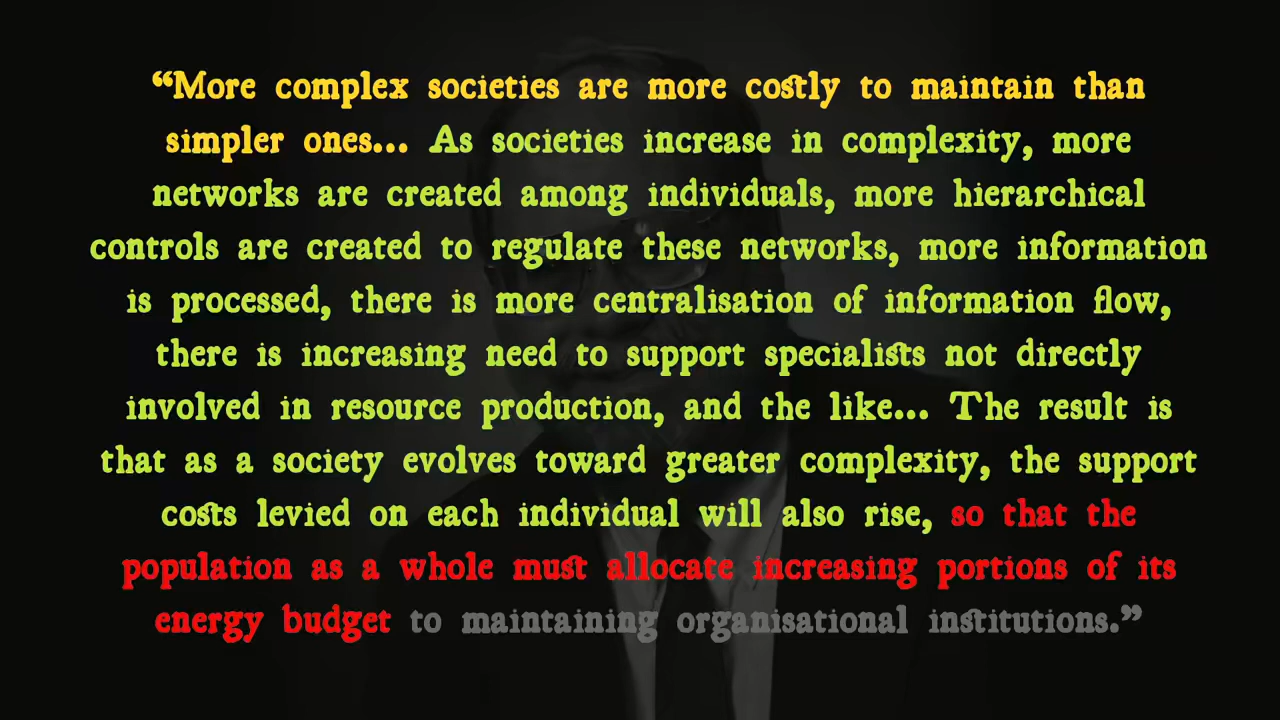 “More complex societies are more costly to maintain than
simpler ones... As societies increase in complexity, more
networks are created among individuals, more hierarchical
controls are created to regulate these networks, more information
is processed, there is more centralisation of information flow,
there is increasing need to support specialists not directly
involved in resource production, and the like... The result is
that as a society evolves toward greater complexity, the support
costs levied on each individual will also rise, so that the
population as a whole must allocate increasing portions of its
energy budget to maintaining organisational institutions.”